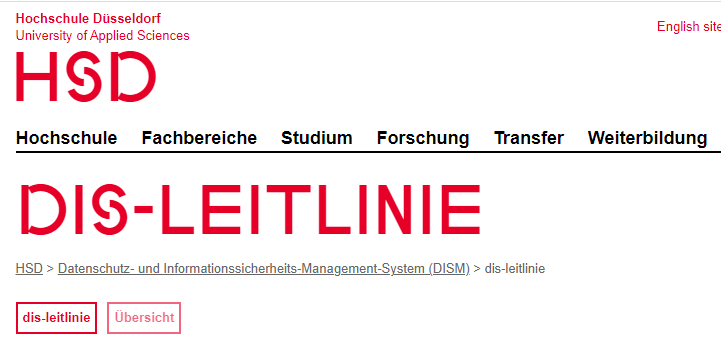 Hochschule Düsseldorf
University of Applied Sciences
English site
HSD
Hochschule Fachbereiche Studium Forschung Transfer Weiterbildung
DIS-LEITLINIE
HSD > Datenschutz- und Informationssicherheits-Management-System (DISM) > dis-leitlinie
dis-leitlinie Übersicht